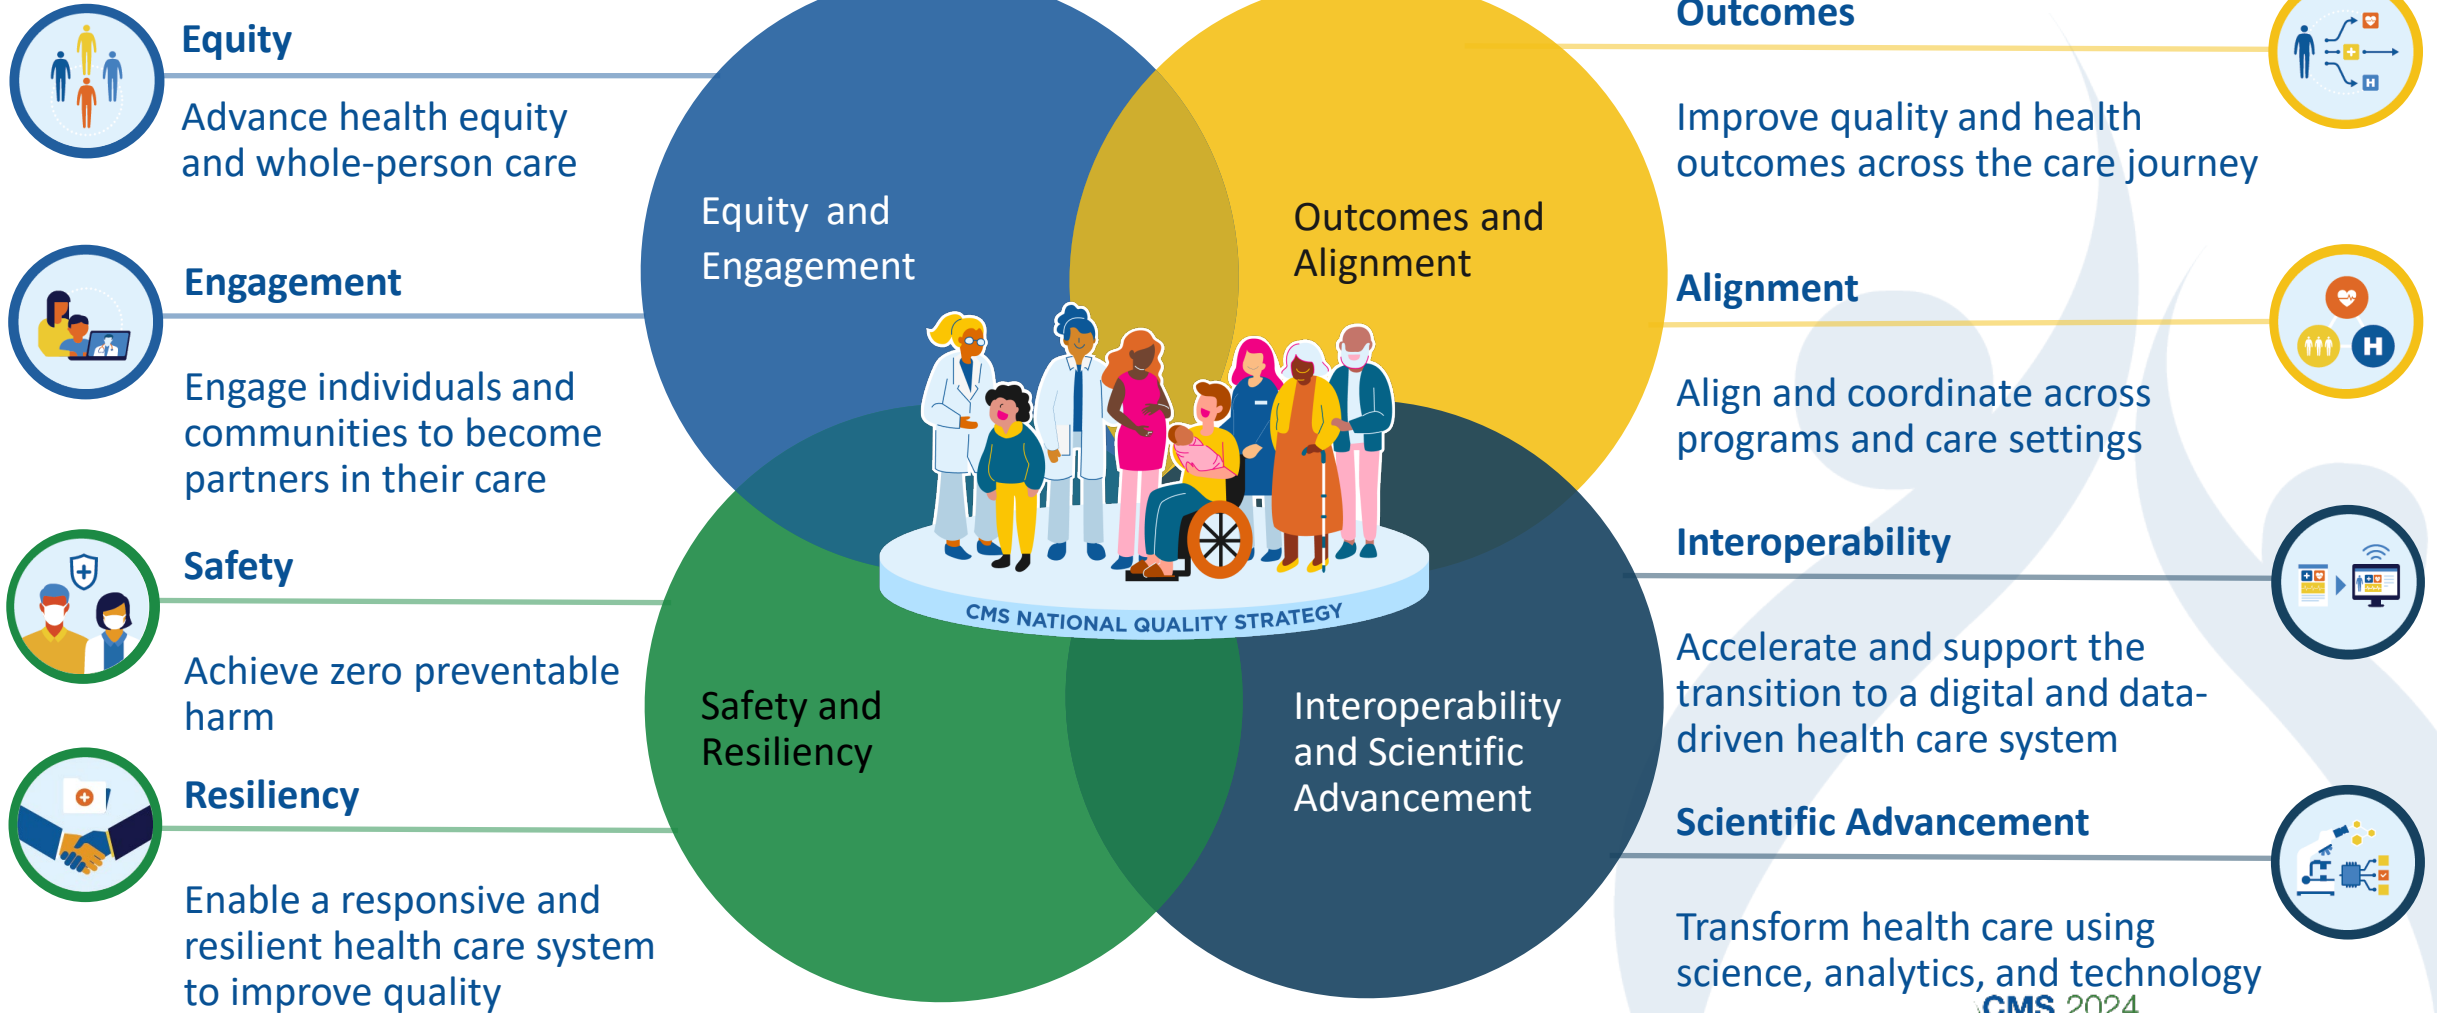 Equity
Advance health equity
and whole-person care
Engagement
Engage individuals and
communities to become
partners in their care
Safety
Achieve zero preventable
harm
Resiliency
Enable a responsive and
resilient health care system
to improve quality
Equity and
Engagement
Outcomes and
Alignment
CMS NATIONAL QUALITY STRATEGY
Safety and
Resiliency
Interoperability
and Scientific
Advancement
Outcomes
Improve quality and health
outcomes across the care journey
Alignment
Align and coordinate across
programs and care settings
H
H
Interoperability
Accelerate and support the
transition to a digital and data-
driven health care system
Scientific Advancement
Transform health care using
science, analytics, and technology
CMS 2024